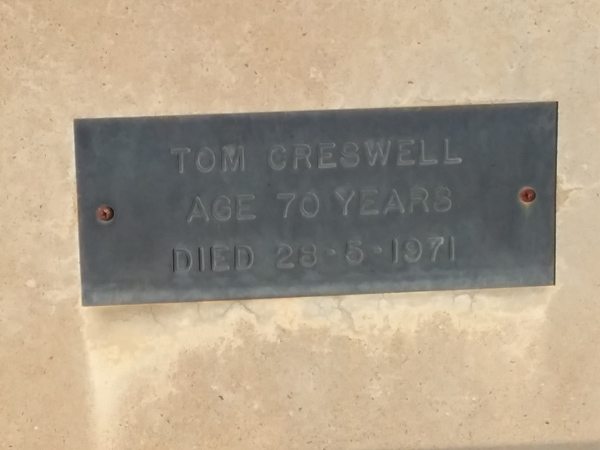 TOM CRESWELL
AGE 70 YEARS
DIED 28·5·1971